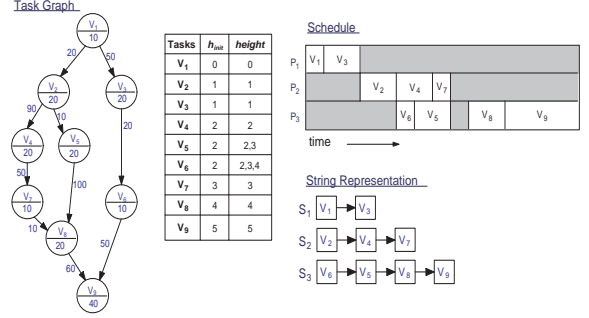 Task Graph
V1
10
20
50
V2
20
V3
20
90
10
20
V4
20
V5
20
50
100
V7
10
V6
10
10
V8
20
50
60
V9
40
Tasks hinit height
V1 0 0
V2 1 1
V3 1 1
V4 2 2
V5 2 2,3
V6 2 2,3,4
V7 3 3
V8 4 4
V9 5 5
Schedule
P1 V1 V3
P2 V2 V4 V7
P3 V6 V5 V8 V9
time
String Representation
S1 V1 V3
S2 V2 V4 V7
S3 V6 V5 V8 V9